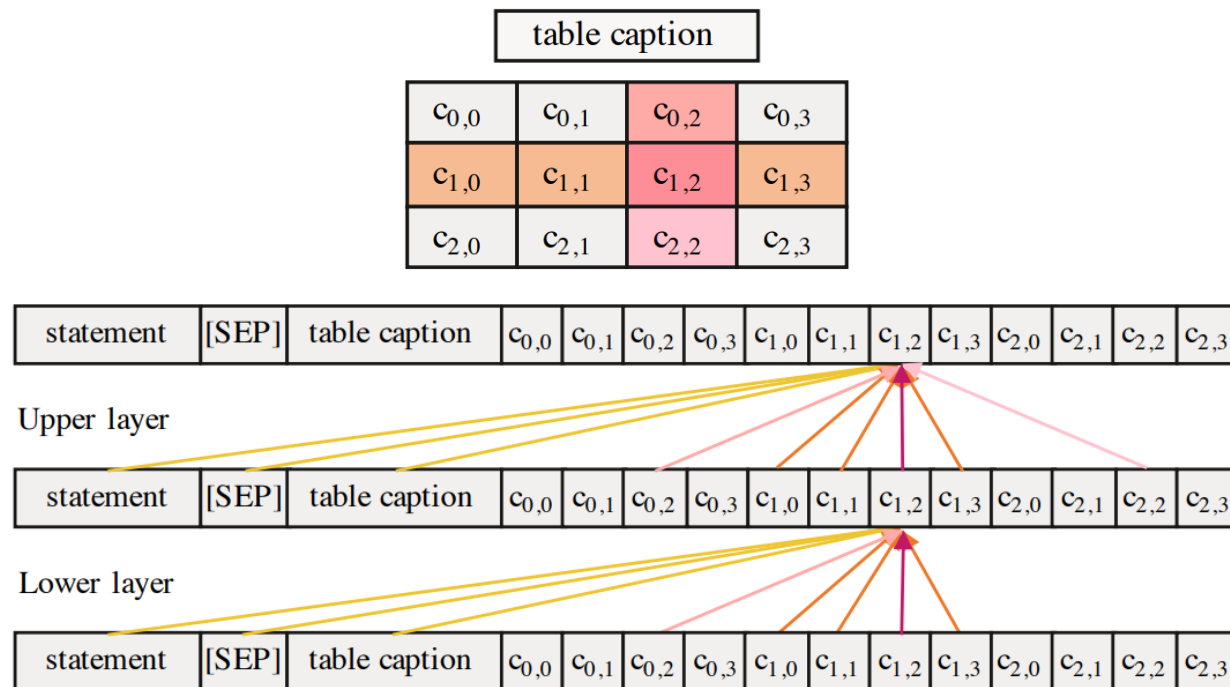 table caption
c0,0 c0,1 c0,2 c0,3
c1,0 c1,1 c1,2 c1,3
c2,0 c2,1 c2,2 c2,3
statement [SEP] table caption c0,0 c0,1 c0,2 c0,3 c1,0 c1,1 c1,2 c1,3 c2,0 c2,1 c2,2 c2,3
Upper layer
statement [SEP] table caption c0,0 c0,1 c0,2 c0,3 c1,0 c1,1 c1,2 c1,3 c2,0 c2,1 c2,2 c2,3
Lower layer
statement [SEP] table caption c0,0 c0,1 c0,2 c0,3 c1,0 c1,1 c1,2 c1,3 c2,0 c2,1 c2,2 c2,3